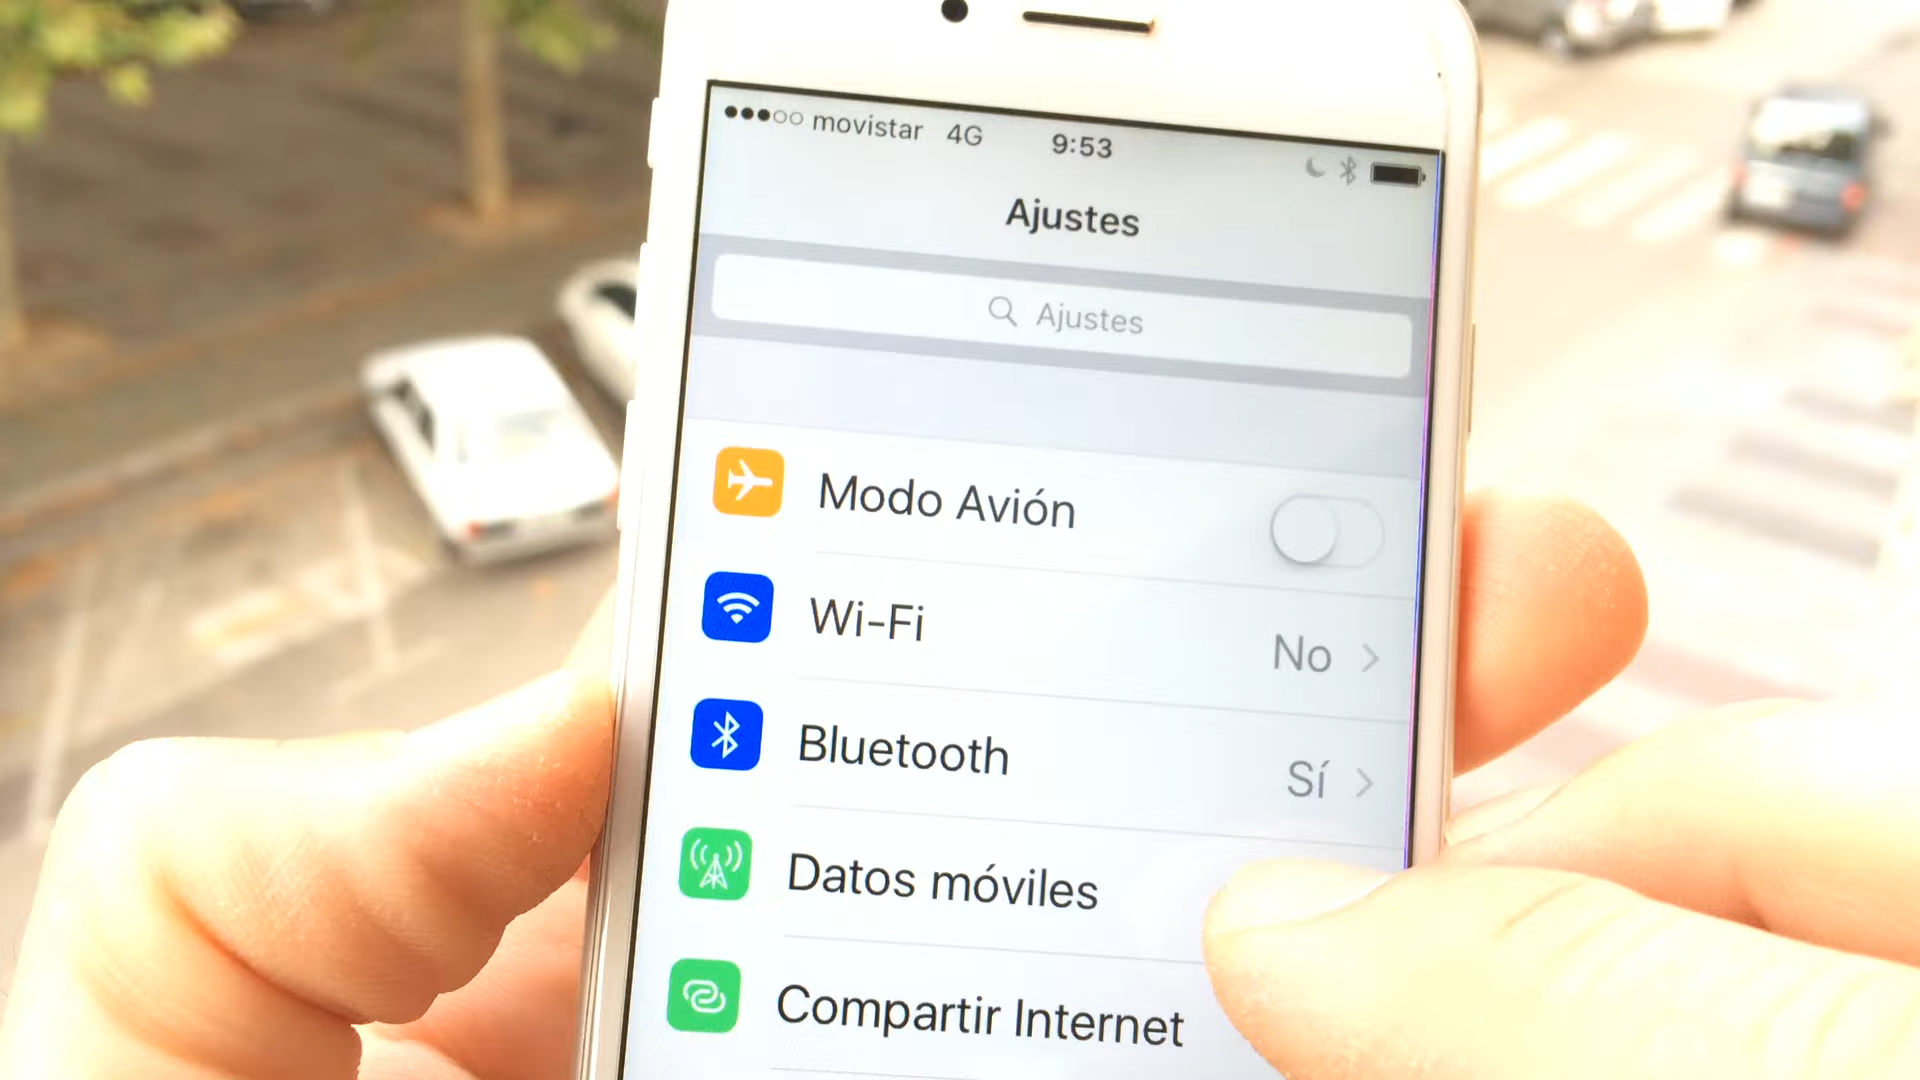 movistar 4G 9:53
Ajustes
Ajustes
Modo Avión
Wi-Fi No
Bluetooth Sí
Datos móviles
Compartir Internet